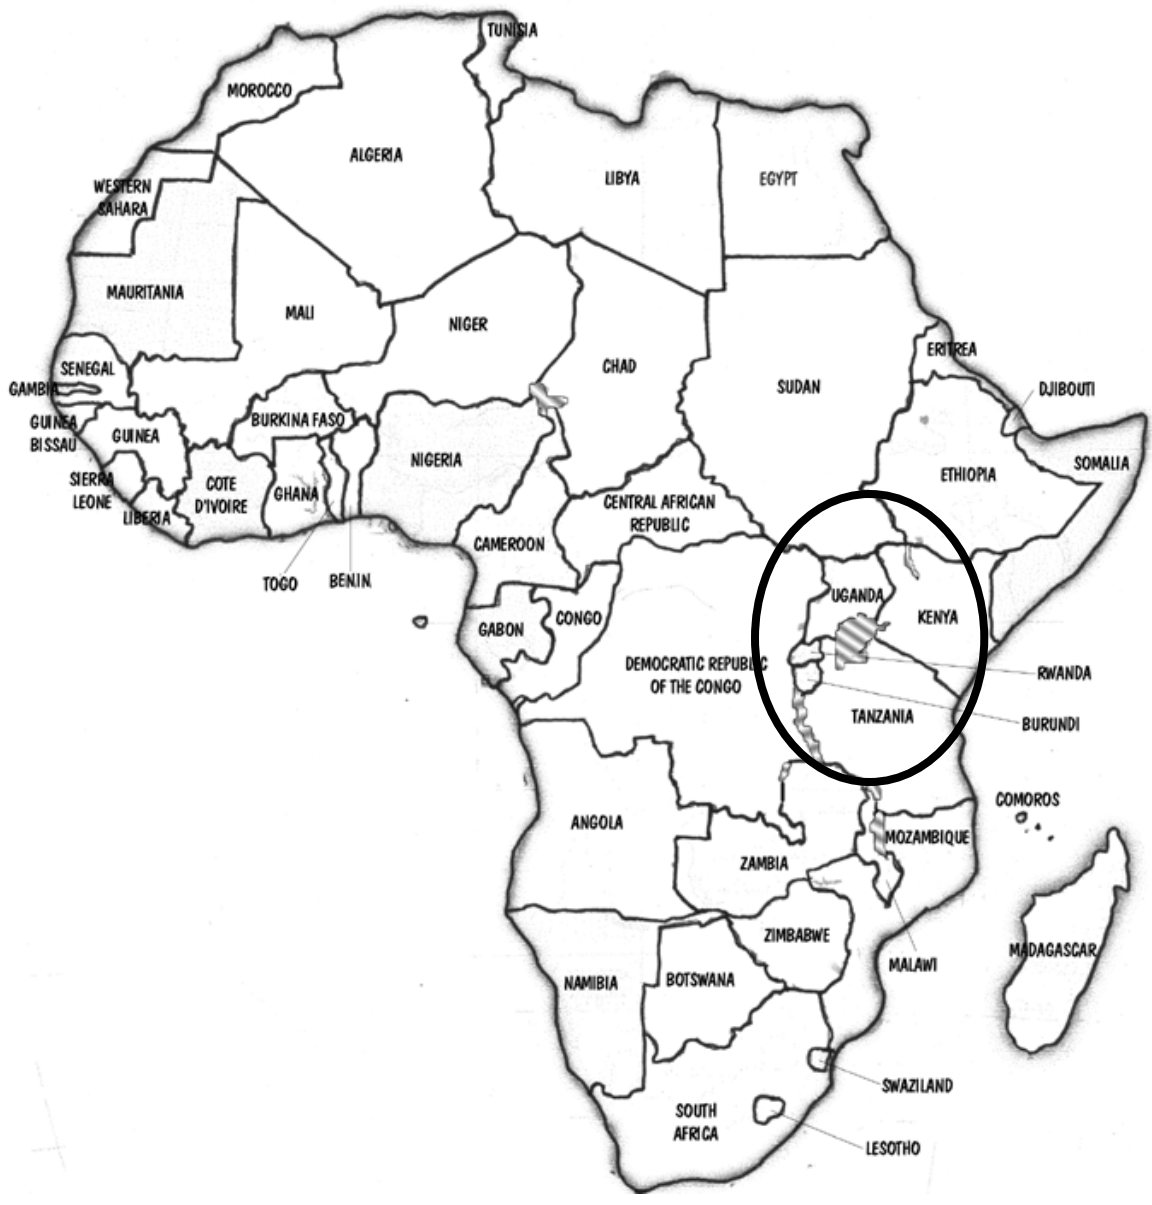 TUNISIA
MOROCCO
ALGERIA
LIBYA
EGYPT
WESTERN
SAHARA
MAURITANIA
MALI
NIGER
CHAD
SUDAN
ERITREA
DJIBOUTI
SENEGAL
GAMBIA
GUINEA
BISSAU
GUINEA
BURKINA FASO
NIGERIA
ETHIOPIA
SOMALIA
SIERRA
LEONE
LIBERIA
COTE
D'IVOIRE
GHANA
CENTRAL AFRICAN
REPUBLIC
CAMEROON
TOGO
BENIN
GABON
CONGO
UGANDA
KENYA
DEMOCRATIC REPUBLIC
OF THE CONGO
RWANDA
BURUNDI
TANZANIA
COMOROS
ANGOLA
ZAMBIA
MOZAMBIQUE
ZIMBABWE
MALAWI
MADAGASCAR
NAMIBIA
BOTSWANA
SWAZILAND
SOUTH
AFRICA
LESOTHO